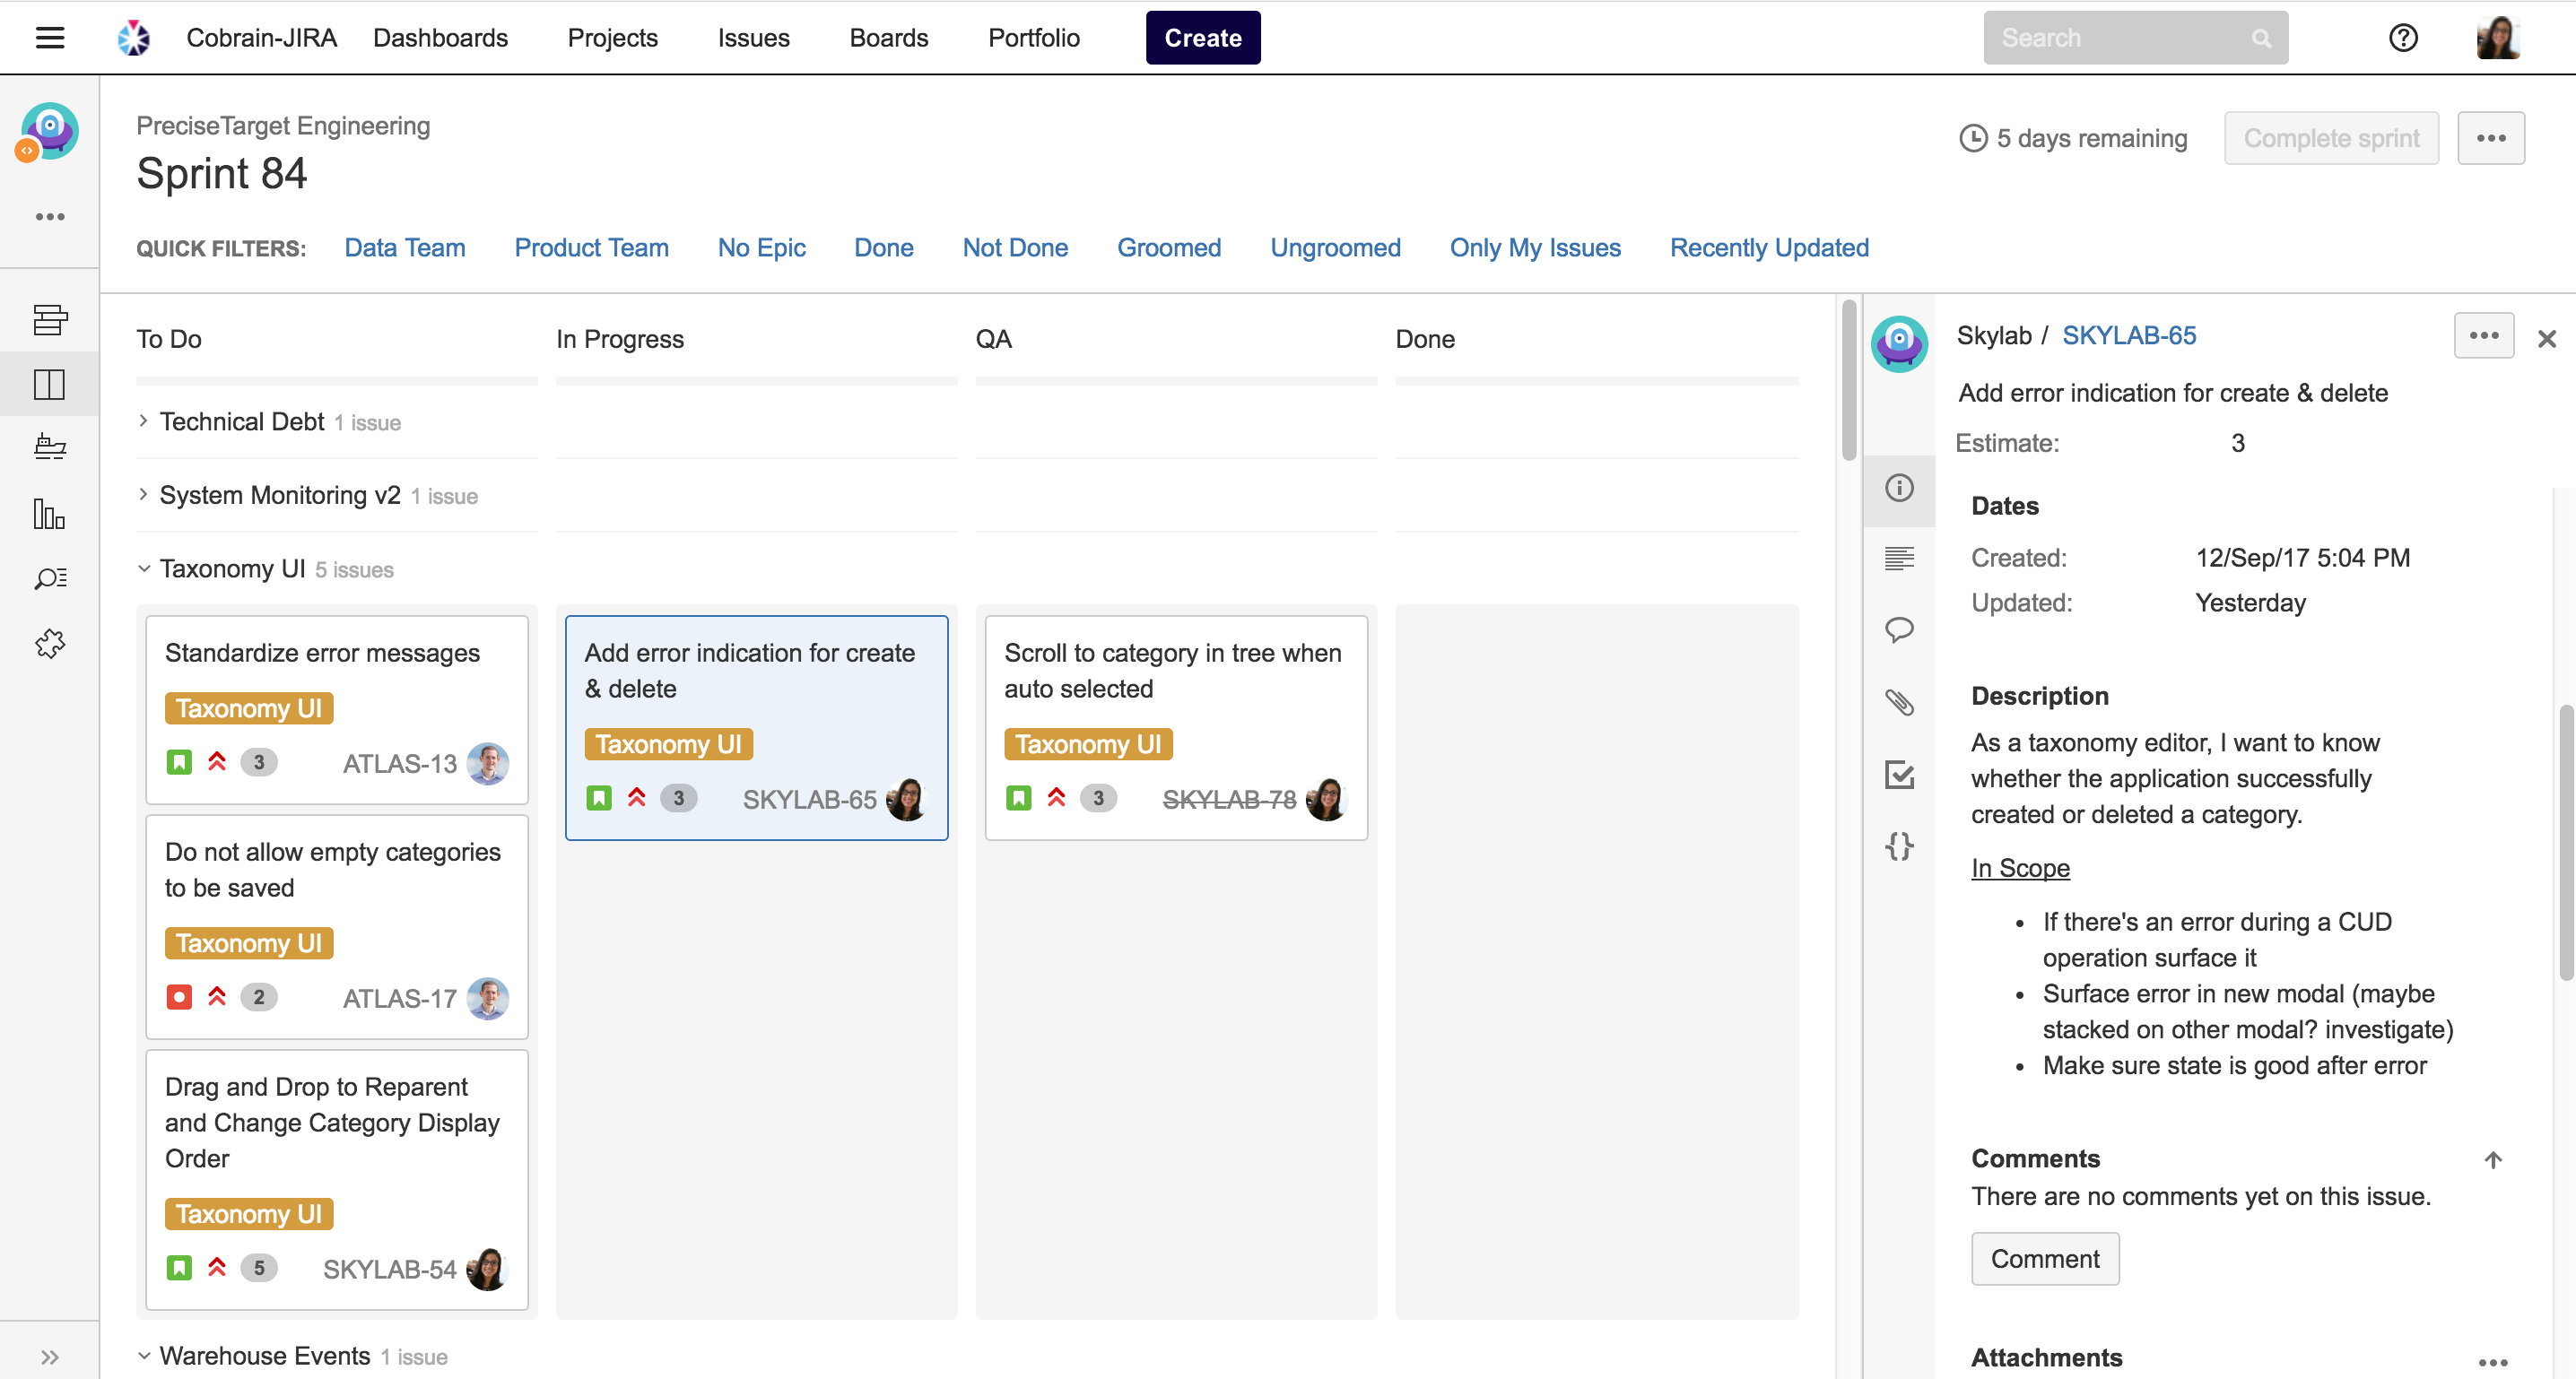 Cobrain-JIRA Dashboards Projects Issues Boards Portfolio Create Search
PreciseTarget Engineering
Sprint 84
5 days remaining Complete sprint
QUICK FILTERS: Data Team Product Team No Epic Done Not Done Groomed Ungroomed Only My Issues Recently Updated
To Do In Progress QA Done
Technical Debt 1 issue
System Monitoring v2 1 issue
Taxonomy UI 5 issues
Standardize error messages
Taxonomy UI
3 ATLAS-13
Do not allow empty categories
to be saved
Taxonomy UI
2 ATLAS-17
Drag and Drop to Reparent
and Change Category Display
Order
Taxonomy UI
5 SKYLAB-54
Add error indication for create
& delete
Taxonomy UI
3 SKYLAB-65
Scroll to category in tree when
auto selected
Taxonomy UI
3 SKYLAB-78
Warehouse Events 1 issue
Skylab / SKYLAB-65
Add error indication for create & delete
Estimate: 3
Dates
Created: 12/Sep/17 5:04 PM
Updated: Yesterday
Description
As a taxonomy editor, I want to know
whether the application successfully
created or deleted a category.
In Scope
• If there's an error during a CUD
operation surface it
• Surface error in new modal (maybe
stacked on other modal? investigate)
• Make sure state is good after error
Comments
There are no comments yet on this issue.
Comment
Attachments